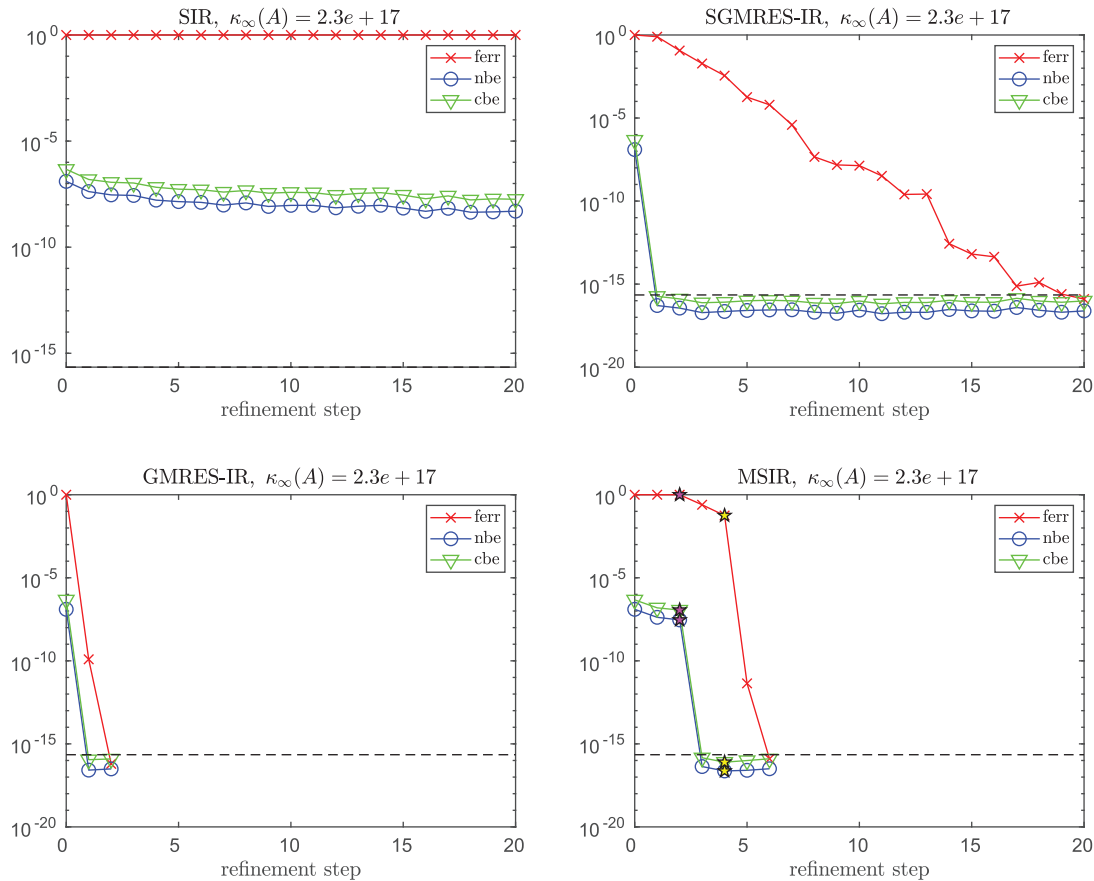 SIR, κ∞(A) = 2.3e + 17
10^0
10^-5
10^-10
10^-15
ferr
nbe
cbe
0 5 10 15 20
refinement step
SGMRES-IR, κ∞(A) = 2.3e + 17
10^0
10^-5
10^-10
10^-15
10^-20
ferr
nbe
cbe
0 5 10 15 20
refinement step
GMRES-IR, κ∞(A) = 2.3e + 17
10^0
10^-5
10^-10
10^-15
10^-20
ferr
nbe
cbe
0 5 10 15 20
refinement step
MSIR, κ∞(A) = 2.3e + 17
10^0
10^-5
10^-10
10^-15
10^-20
ferr
nbe
cbe
0 5 10 15 20
refinement step